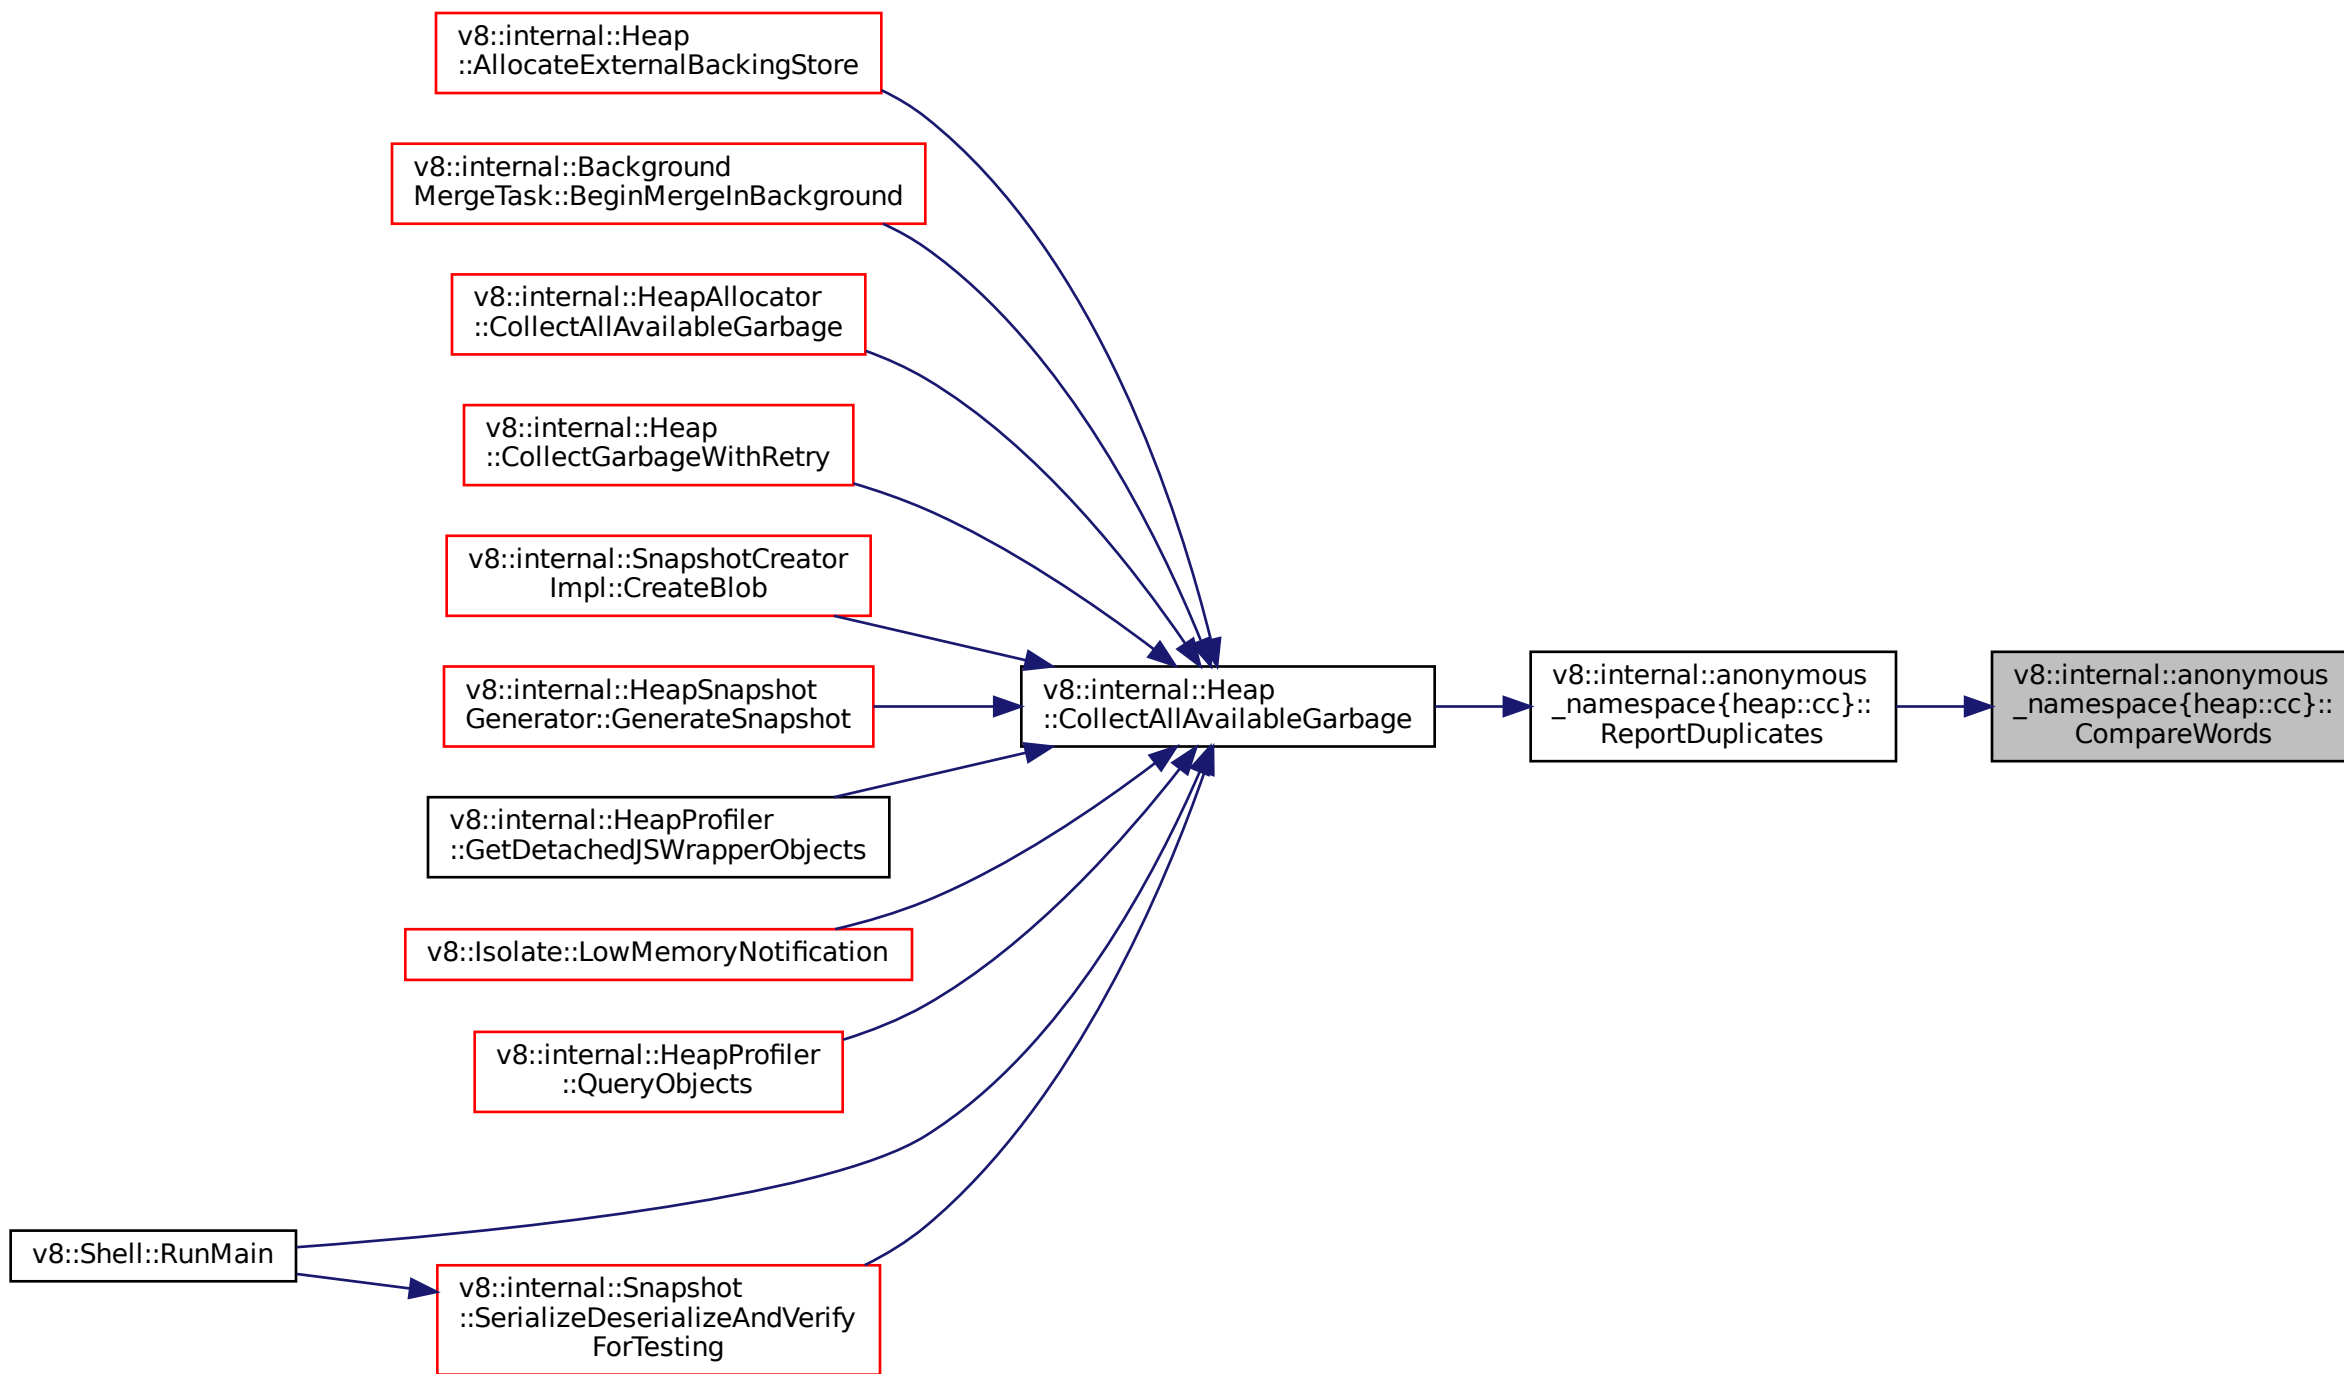 v8::internal::Heap
::AllocateExternalBackingStore
v8::internal::Background
MergeTask::BeginMergeInBackground
v8::internal::HeapAllocator
::CollectAllAvailableGarbage
v8::internal::Heap
::CollectGarbageWithRetry
v8::internal::SnapshotCreator
Impl::CreateBlob
v8::internal::HeapSnapshot
Generator::GenerateSnapshot
v8::internal::HeapProfiler
::GetDetachedJSWrapperObjects
v8::Isolate::LowMemoryNotification
v8::internal::HeapProfiler
::QueryObjects
v8::Shell::RunMain
v8::internal::Snapshot
::SerializeDeserializeAndVerify
ForTesting
v8::internal::Heap
::CollectAllAvailableGarbage
v8::internal::anonymous
_namespace{heap::cc}::
ReportDuplicates
v8::internal::anonymous
_namespace{heap::cc}::
CompareWords